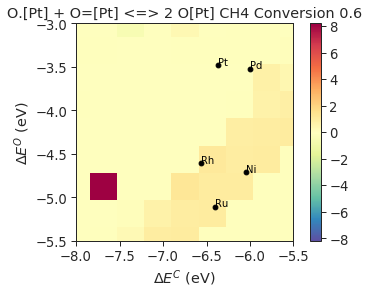 O.[Pt] + O=[Pt] <=> 2 O[Pt] CH4 Conversion 0.6
−3.0
−3.5
−4.0
−4.5
−5.0
−5.5
ΔE^O (eV)
Pt
Pd
Rh
Ni
Ru
−8.0 −7.5 −7.0 −6.5 −6.0 −5.5
ΔE^C (eV)
8
6
4
2
0
−2
−4
−6
−8